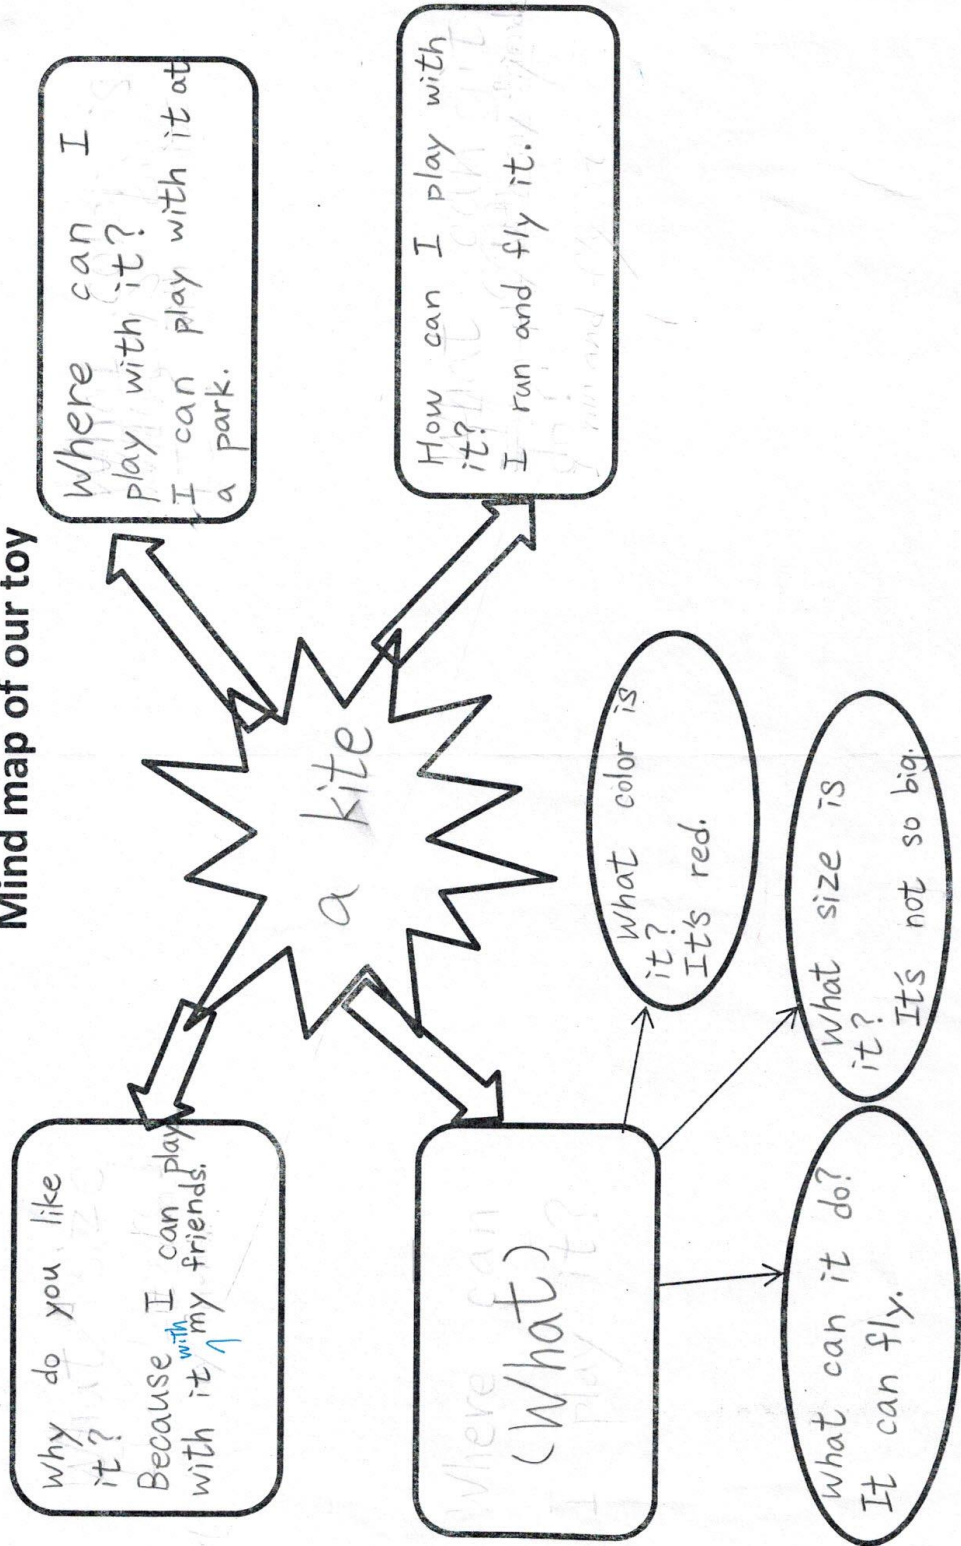 Mind map of our toy
Why do you like
it?
Because I can play
with it with my friends.
Where can I
play with it?
I can play with it at
a park.
a kite
(What)
How can I play with
it?
I run and fly it.
What color is
it?
It's red.
What size is
it?
It's not so big.
What can it do?
It can fly.